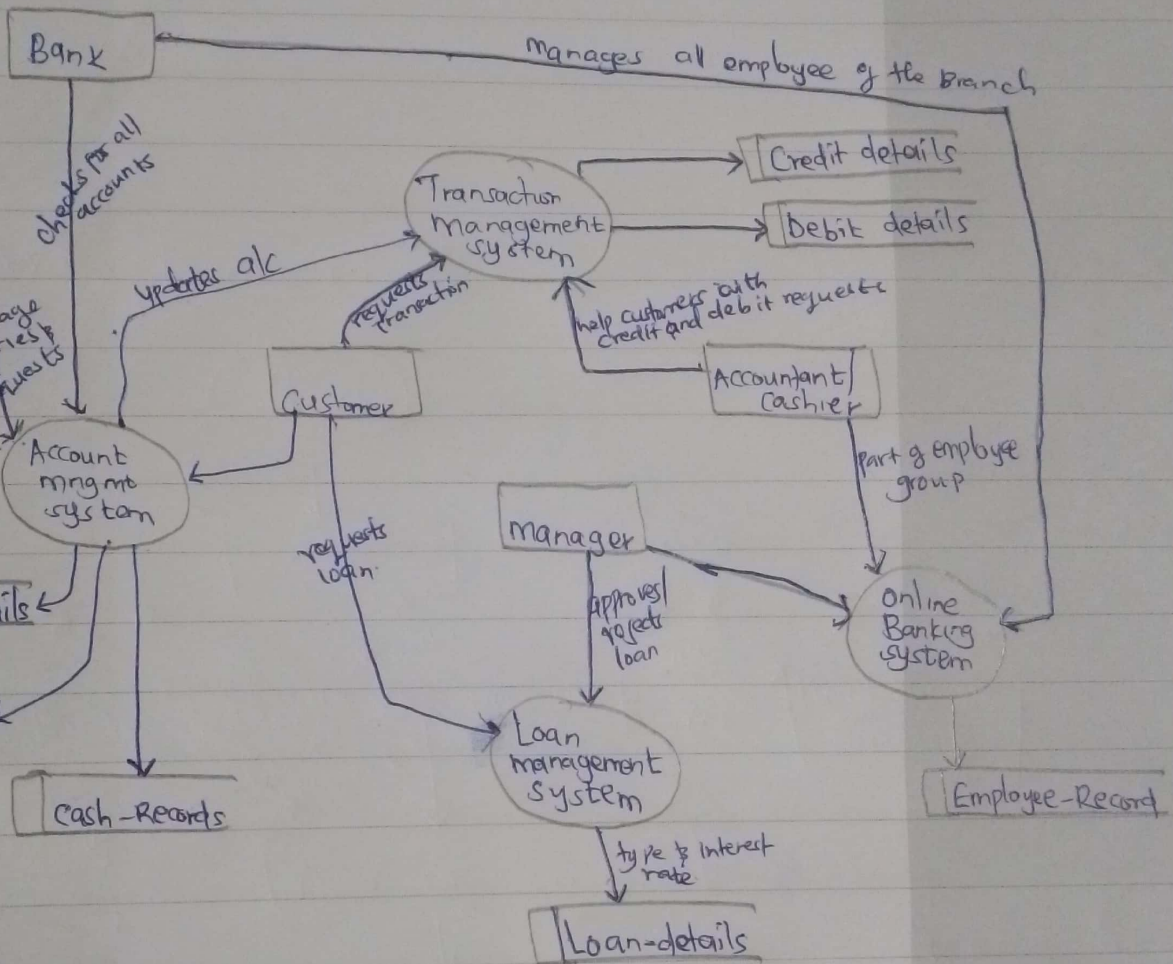 Bank
Manages all employee of the Branch
checks for all
accounts
Transaction
Management
system
Credit details
Debit details
updates a/c
requests
transaction
help customers with
credit and debit requests
Customer
Accountant/
Cashier
Account
mngmt
system
part of employee
group
manager
requests
loan
approves/
rejects
loan
online
Banking
system
Loan
management
system
Cash-Records
Employee-Record
type & interest
rate
Loan-details